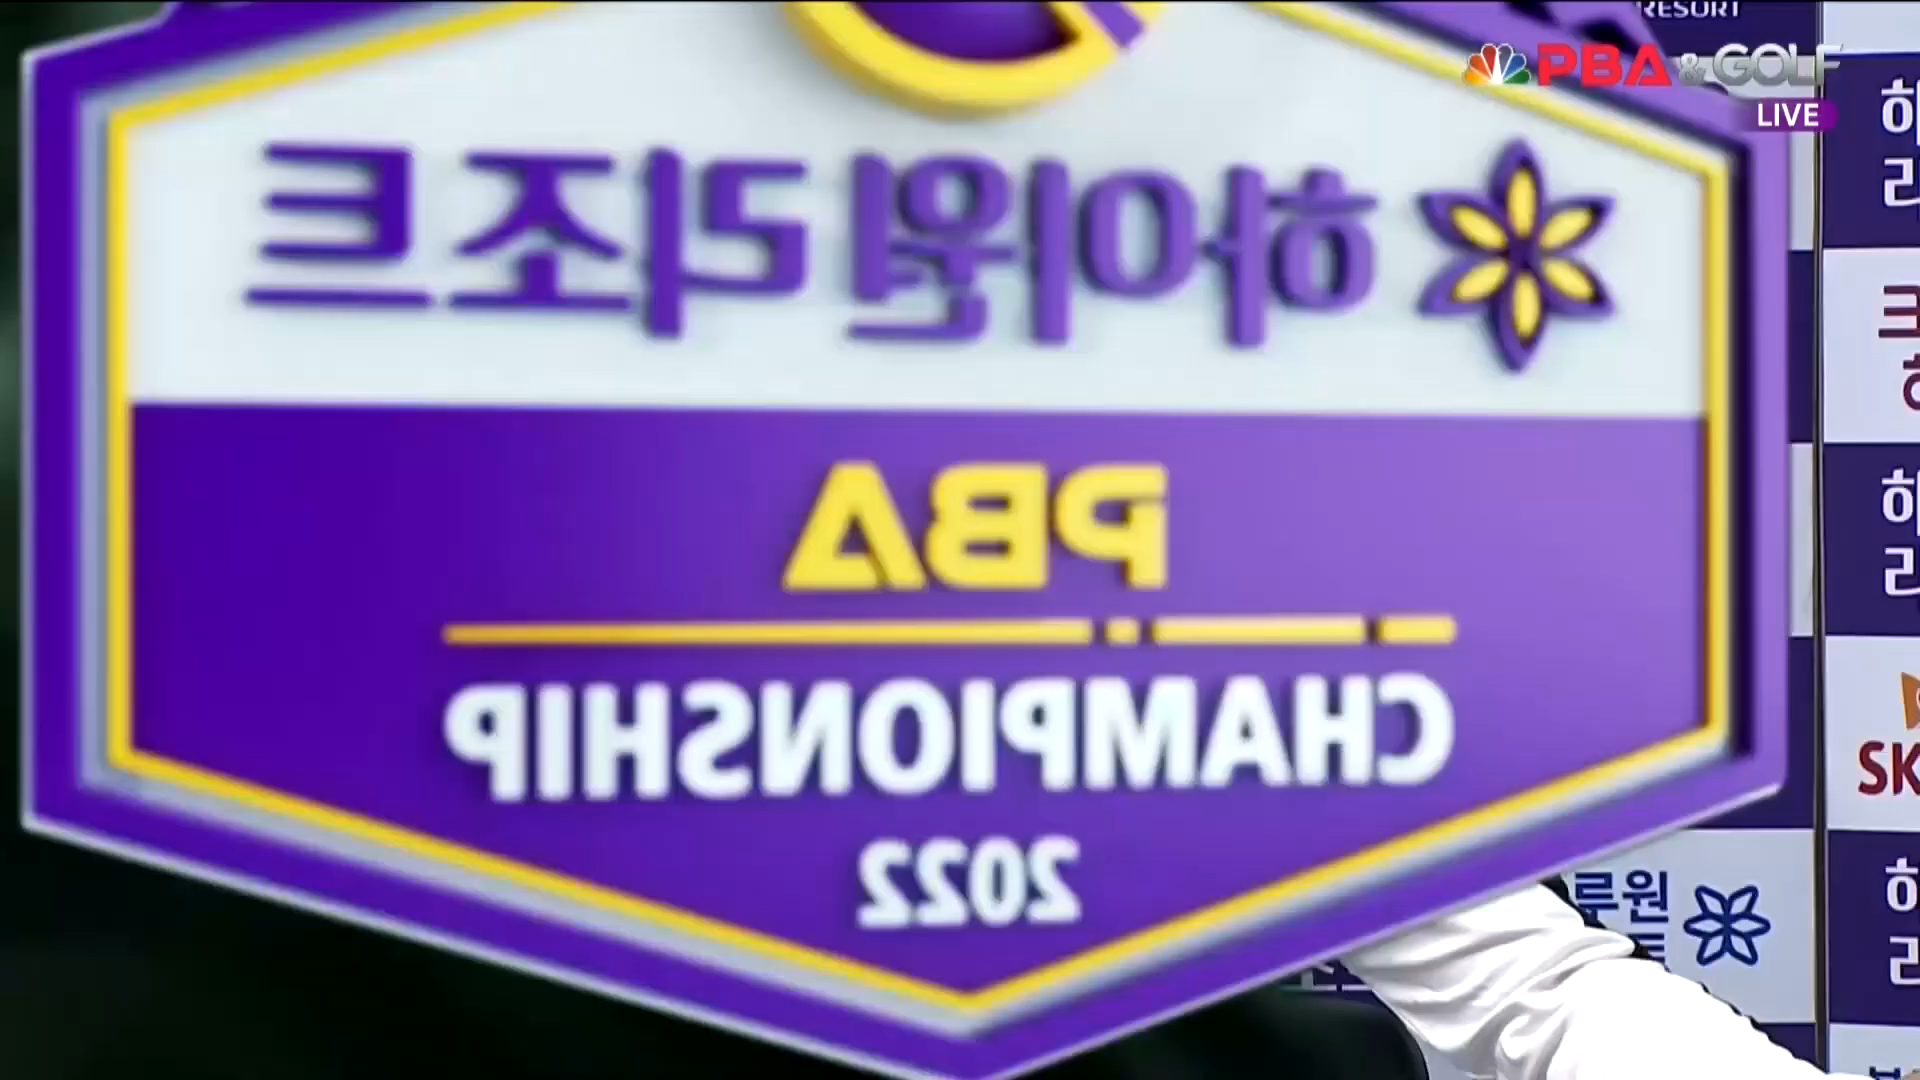 RESORT
PBA & GOLF
LIVE
하이원리조트
PBA
CHAMPIONSHIP
2022
SK